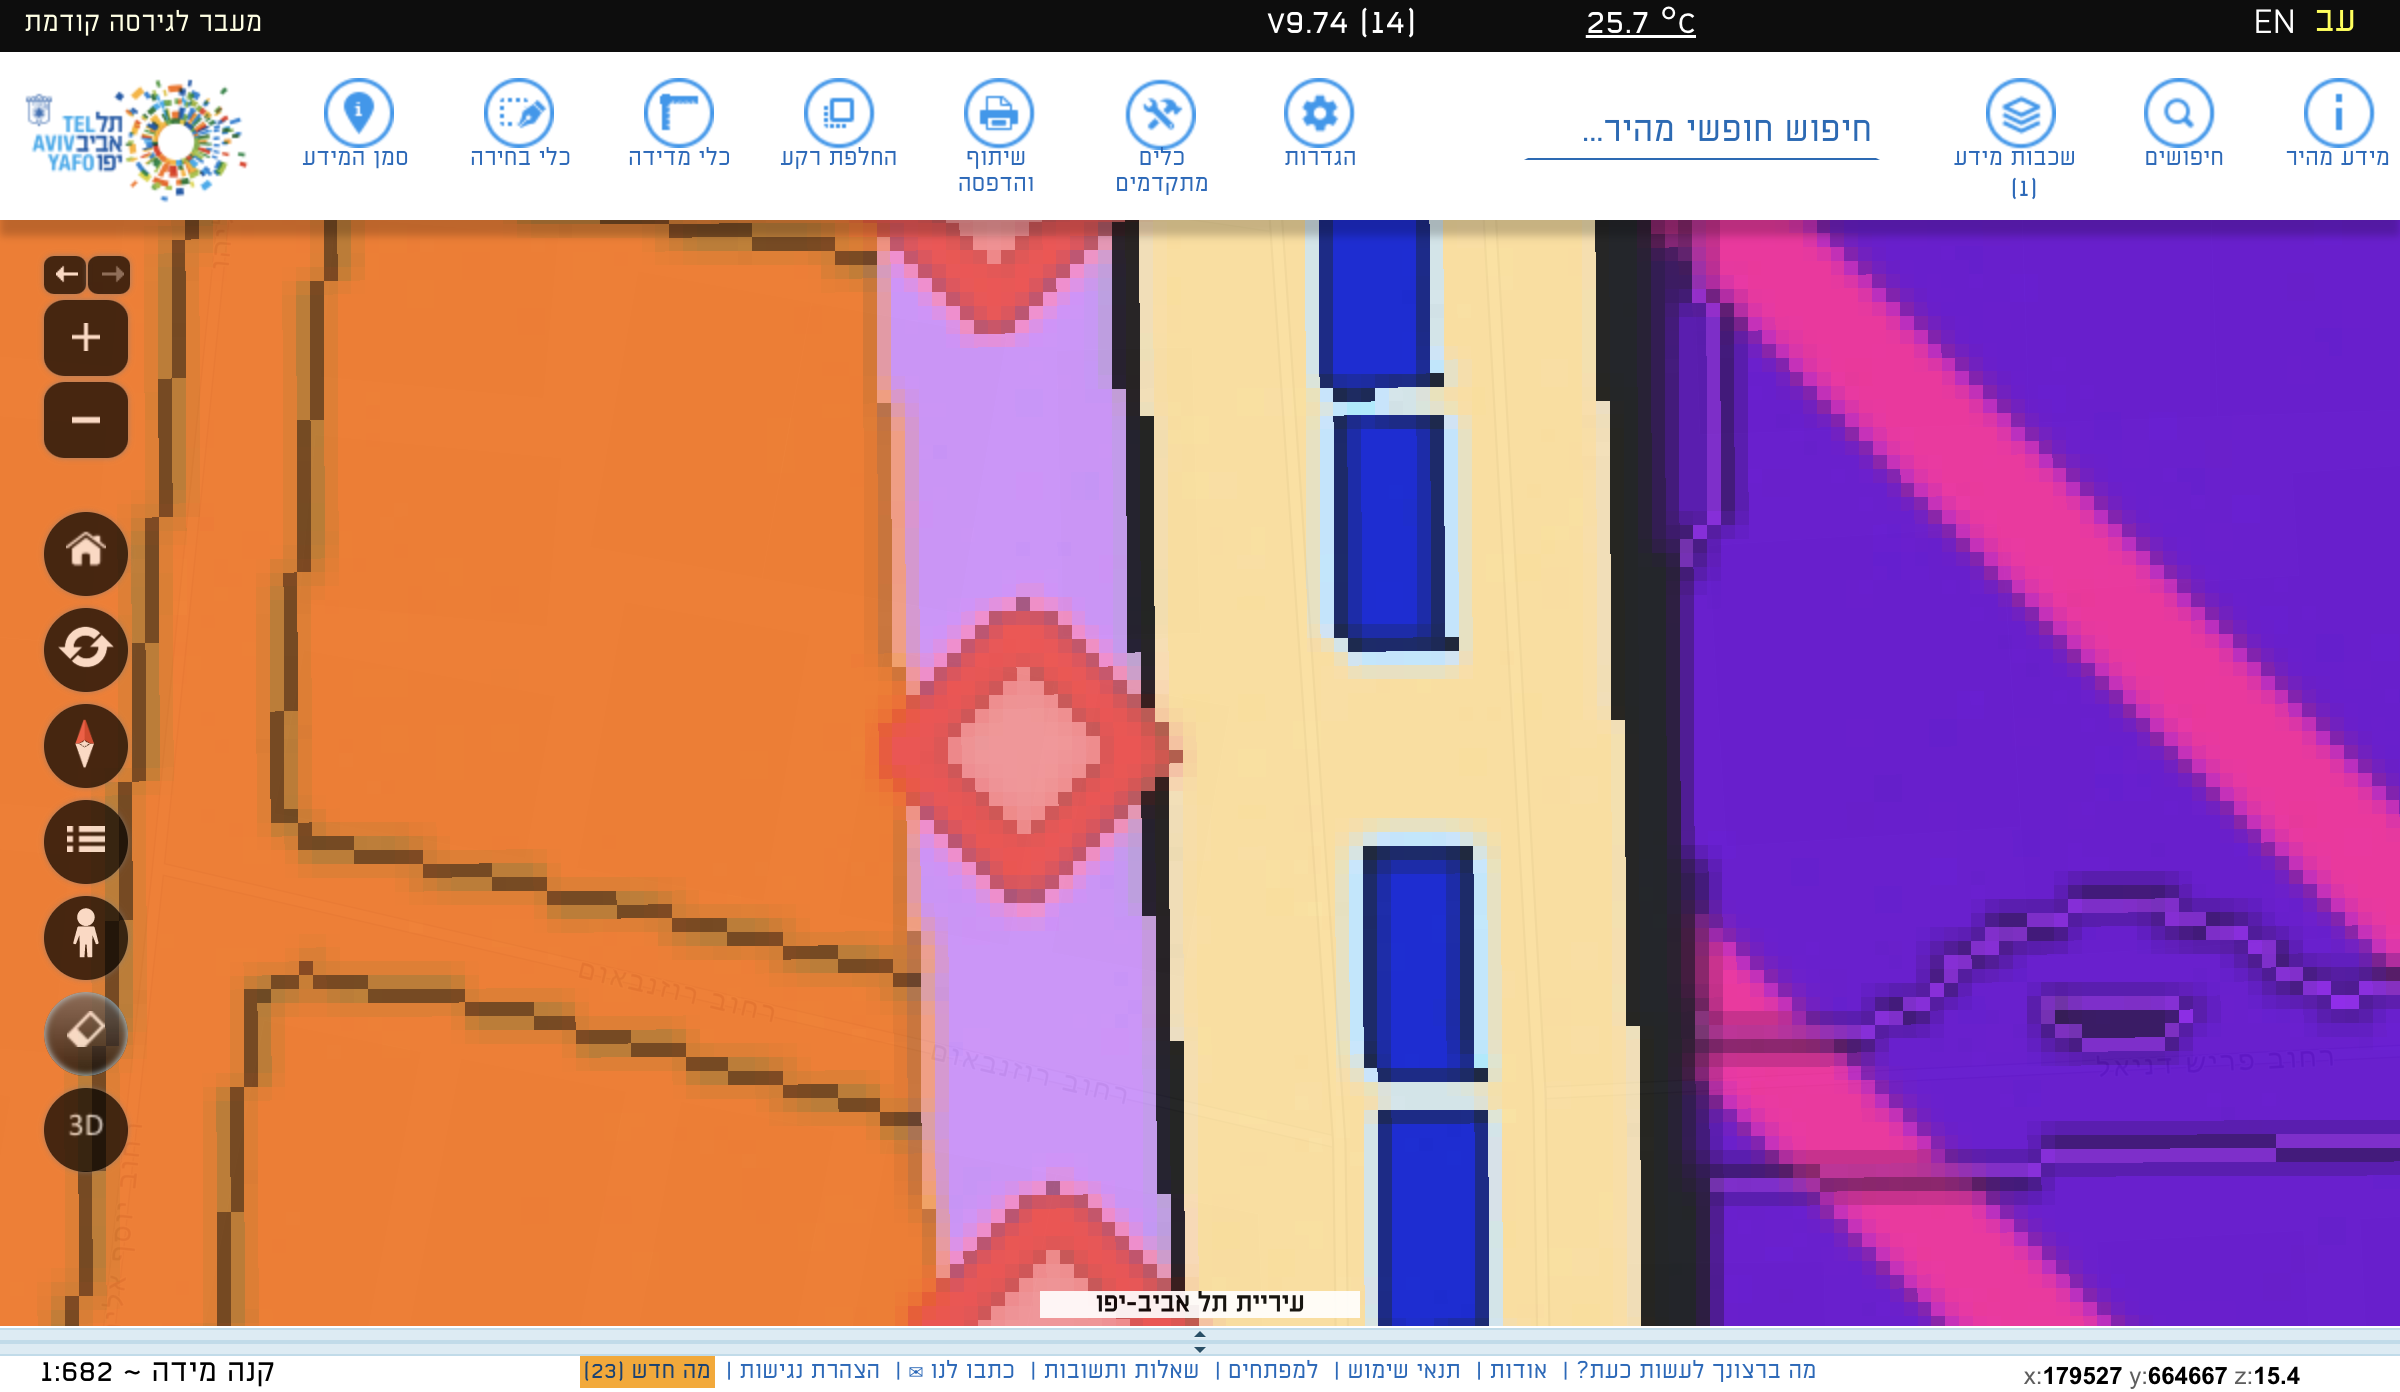 מעבר לגירסה קודמת
V9.74 (14)
25.7 °C
EN עב
תל TEL
אביב AVIV
יפו YAFO
סמן המידע
כלי בחירה
כלי מדידה
החלפת רקע
שיתוף והדפסה
כלים מתקדמים
הגדרות
חיפוש חופשי מהיר...
שכבות מידע (1)
חיפושים
מידע מהיר
3D
רחוב רוזנבאום
רחוב רוזנבאום
רחוב פריש דניאל
עיריית תל אביב-יפו
קנה מידה ~ 1:682
מה ברצונך לעשות כעת? | אודות | תנאי שימוש | למפתחים | שאלות ותשובות | כתבו לנו ✉ | הצהרת נגישות | מה חדש (23)
x:179527 y:664667 z:15.4